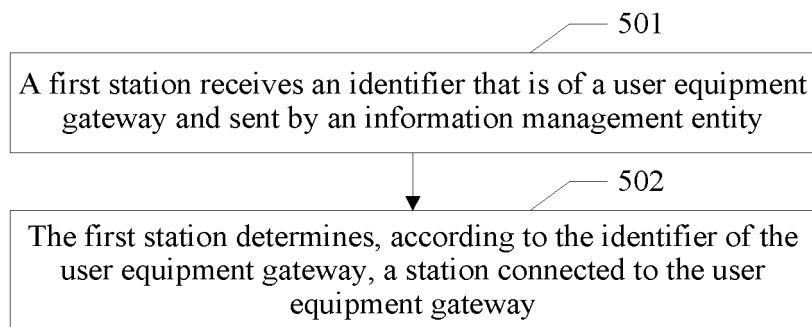 501
A first station receives an identifier that is of a user equipment
gateway and sent by an information management entity
502
The first station determines, according to the identifier of the
user equipment gateway, a station connected to the user
equipment gateway